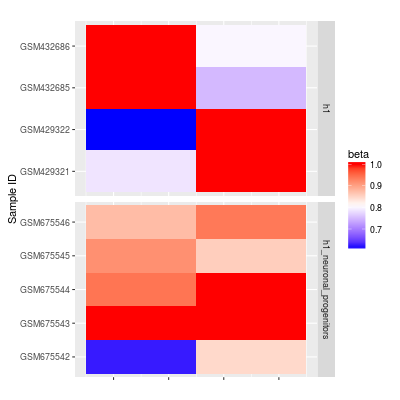 Sample ID
GSM432686
GSM432685
GSM429322
GSM429321
h1
GSM675546
GSM675545
GSM675544
GSM675543
GSM675542
h1_neuronal_progenitors
beta
1.0
0.9
0.8
0.7